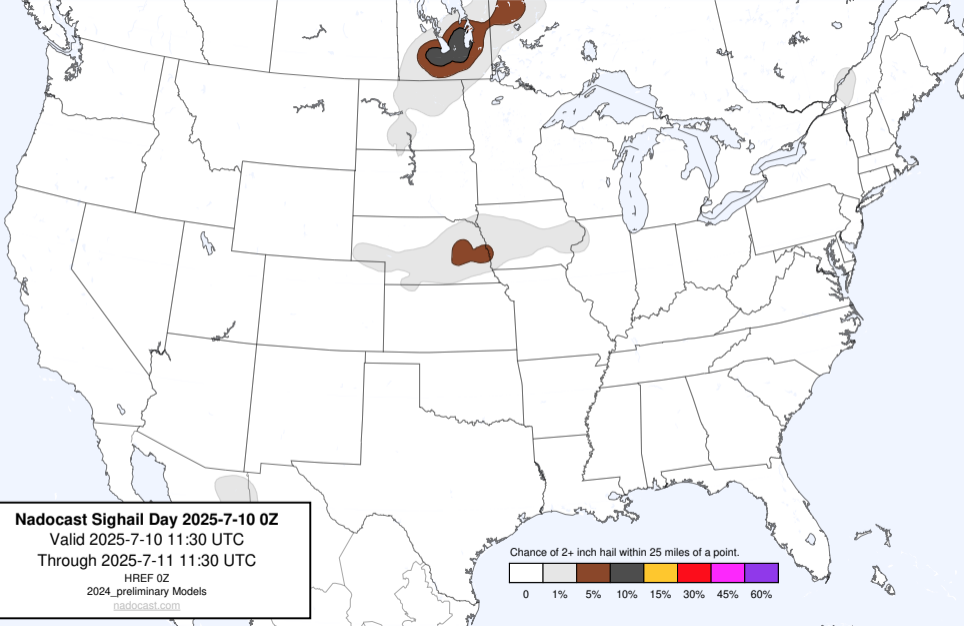 Nadocast Sighail Day 2025-7-10 0Z
Valid 2025-7-10 11:30 UTC
Through 2025-7-11 11:30 UTC
HREF 0Z
2024_preliminary Models
nadocast.com
Chance of 2+ inch hail within 25 miles of a point.
0 1% 5% 10% 15% 30% 45% 60%